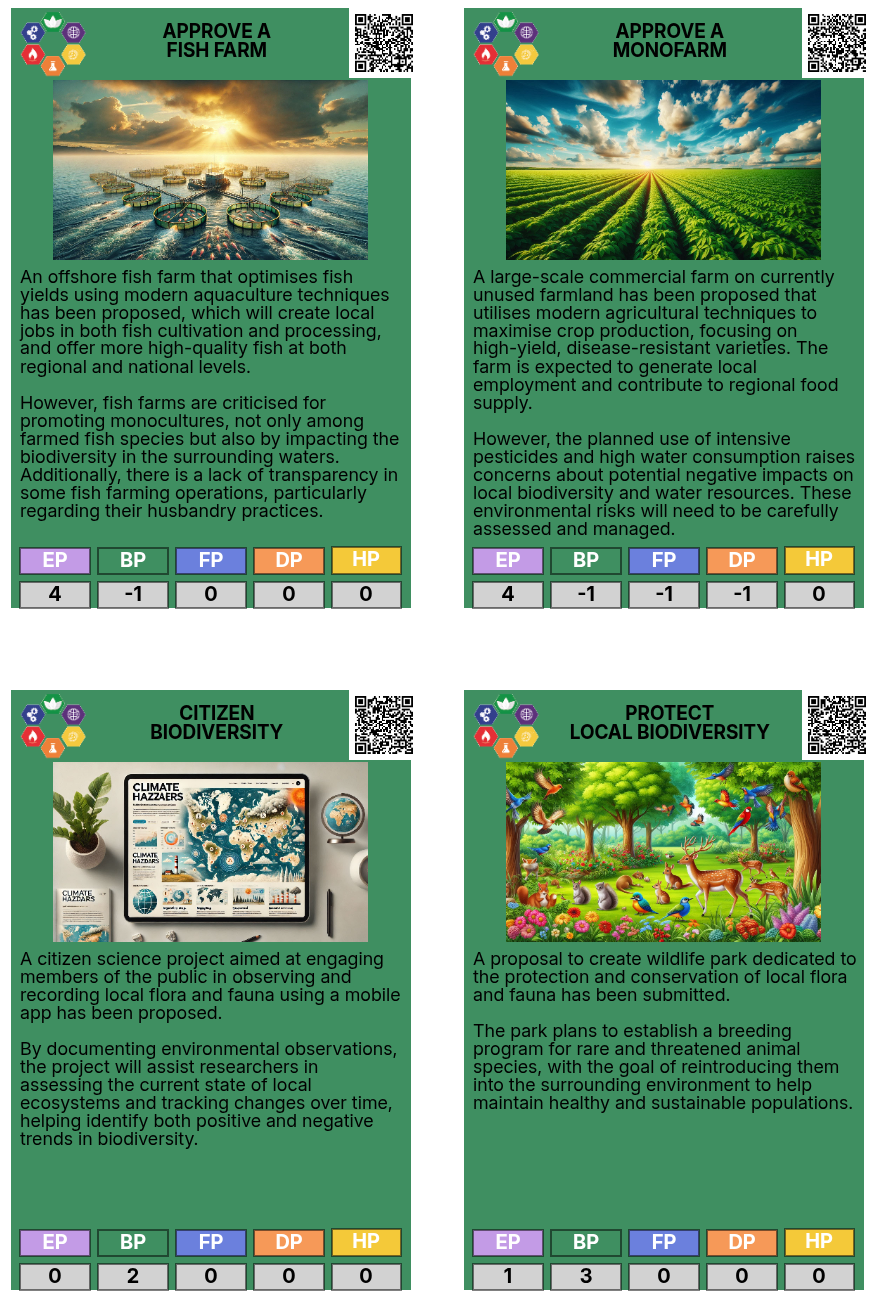 APPROVE A
FISH FARM
An offshore fish farm that optimises fish
yields using modern aquaculture techniques
has been proposed, which will create local
jobs in both fish cultivation and processing,
and offer more high-quality fish at both
regional and national levels.
However, fish farms are criticised for
promoting monocultures, not only among
farmed fish species but also by impacting the
biodiversity in the surrounding waters.
Additionally, there is a lack of transparency in
some fish farming operations, particularly
regarding their husbandry practices.
EP BP FP DP HP
4 -1 0 0 0
APPROVE A
MONOFARM
A large-scale commercial farm on currently
unused farmland has been proposed that
utilises modern agricultural techniques to
maximise crop production, focusing on
high-yield, disease-resistant varieties. The
farm is expected to generate local
employment and contribute to regional food
supply.
However, the planned use of intensive
pesticides and high water consumption raises
concerns about potential negative impacts on
local biodiversity and water resources. These
environmental risks will need to be carefully
assessed and managed.
EP BP FP DP HP
4 -1 -1 -1 0
CITIZEN
BIODIVERSITY
CLIMATE
HAZZAERS
CLIMATE
HAZZDARS
CLIMATE
HAZDARS
A citizen science project aimed at engaging
members of the public in observing and
recording local flora and fauna using a mobile
app has been proposed.
By documenting environmental observations,
the project will assist researchers in
assessing the current state of local
ecosystems and tracking changes over time,
helping identify both positive and negative
trends in biodiversity.
EP BP FP DP HP
0 2 0 0 0
PROTECT
LOCAL BIODIVERSITY
A proposal to create wildlife park dedicated to
the protection and conservation of local flora
and fauna has been submitted.
The park plans to establish a breeding
program for rare and threatened animal
species, with the goal of reintroducing them
into the surrounding environment to help
maintain healthy and sustainable populations.
EP BP FP DP HP
1 3 0 0 0